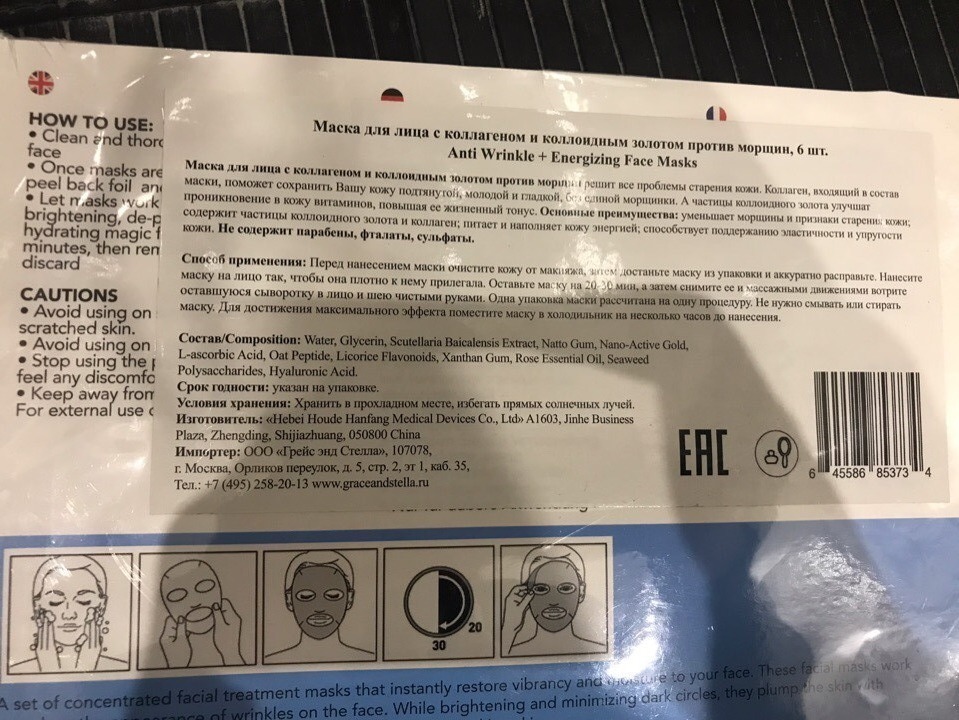 HOW TO USE:
• Clean and thoro
face
• Once masks are
peel back foil and
• Let masks work
brightening, de-p
hydrating magic f
minutes, then ren
discard
CAUTIONS
• Avoid using on
scratched skin.
• Avoid using on
• Stop using the p
feel any discomfo
• Keep away from
For external use o
Маска для лица с коллагеном и коллоидным золотом против морщин, 6 шт.
Anti Wrinkle + Energizing Face Masks
Маска для лица с коллагеном и коллоидным золотом против морщин решит все проблемы старения кожи. Коллаген, входящий в состав
маски, поможет сохранить Вашу кожу подтянутой, молодой и гладкой, без единой морщинки. А частицы коллоидного золота улучшат
проникновение в кожу витаминов, повышая ее жизненный тонус. Основные преимущества: уменьшает морщины и признаки старения кожи;
содержит частицы коллоидного золота и коллаген; питает и наполняет кожу энергией; способствует поддержанию эластичности и упругости
кожи. Не содержит парабены, фталаты, сульфаты.
Способ применения: Перед нанесением маски очистите кожу от макияжа, затем достаньте маску из упаковки и аккуратно расправьте. Нанесите
маску на лицо так, чтобы она плотно к нему прилегала. Оставьте маску на 20-30 мин, а затем снимите ее и массажными движениями вотрите
оставшуюся сыворотку в лицо и шею чистыми руками. Одна упаковка маски рассчитана на одну процедуру. Не нужно смывать или стирать
маску. Для достижения максимального эффекта поместите маску в холодильник на несколько часов до нанесения.
Состав/Composition: Water, Glycerin, Scutellaria Baicalensis Extract, Natto Gum, Nano-Active Gold,
L-ascorbic Acid, Oat Peptide, Licorice Flavonoids, Xanthan Gum, Rose Essential Oil, Seaweed
Polysaccharides, Hyaluronic Acid.
Срок годности: указан на упаковке.
Условия хранения: Хранить в прохладном месте, избегать прямых солнечных лучей.
Изготовитель: «Hebei Houde Hanfang Medical Devices Co., Ltd» A1603, Jinhe Business
Plaza, Zhengding, Shijiazhuang, 050800 China
Импортер: ООО «Грейс энд Стелла», 107078,
г. Москва, Орликов переулок, д. 5, стр. 2, эт 1, каб. 35,
Тел.: +7 (495) 258-20-13 www.graceandstella.ru
EAC
6 45586 85373 4
20
30
A set of concentrated facial treatment masks that instantly restore vibrancy and moisture to your face. These facial masks work
of wrinkles on the face. While brightening and minimizing dark circles, they plump the skin with